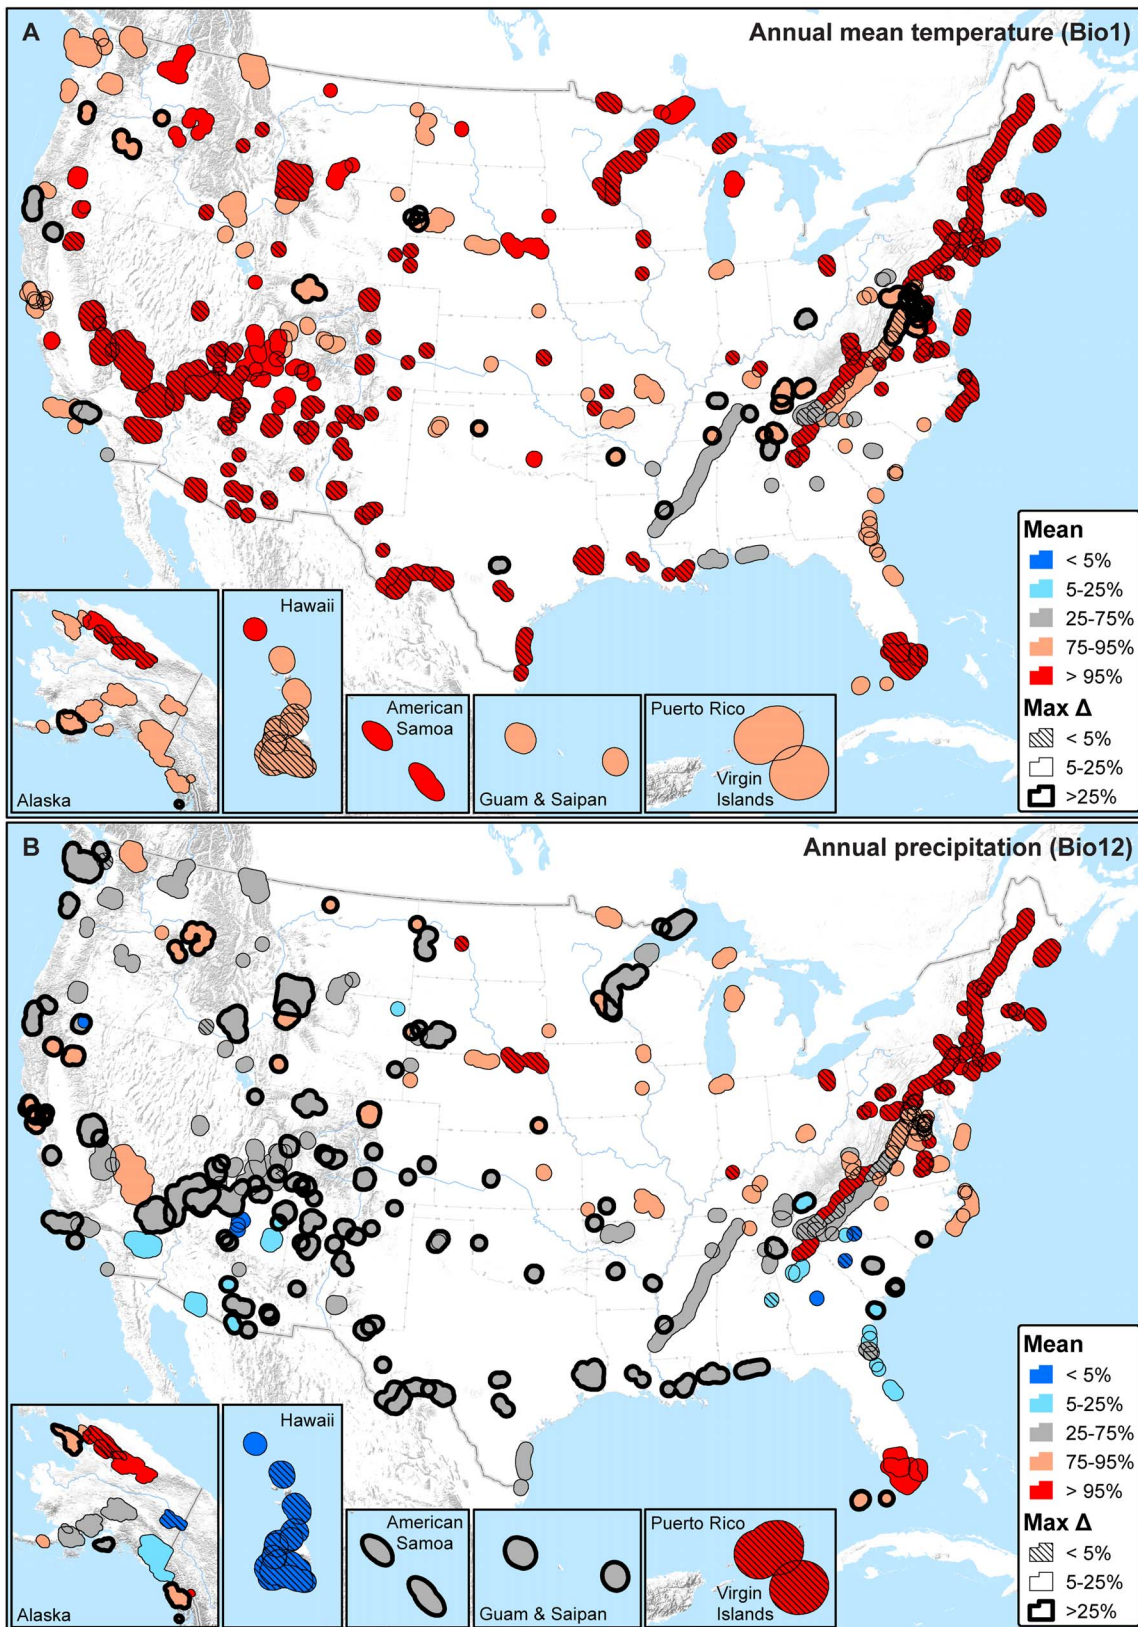 A
Annual mean temperature (Bio1)
Mean
< 5%
5-25%
25-75%
75-95%
> 95%
Max Δ
< 5%
5-25%
>25%
Alaska
Hawaii
American
Samoa
Guam & Saipan
Puerto Rico
Virgin
Islands
B
Annual precipitation (Bio12)
Mean
< 5%
5-25%
25-75%
75-95%
> 95%
Max Δ
< 5%
5-25%
>25%
Alaska
Hawaii
American
Samoa
Guam & Saipan
Puerto Rico
Virgin
Islands